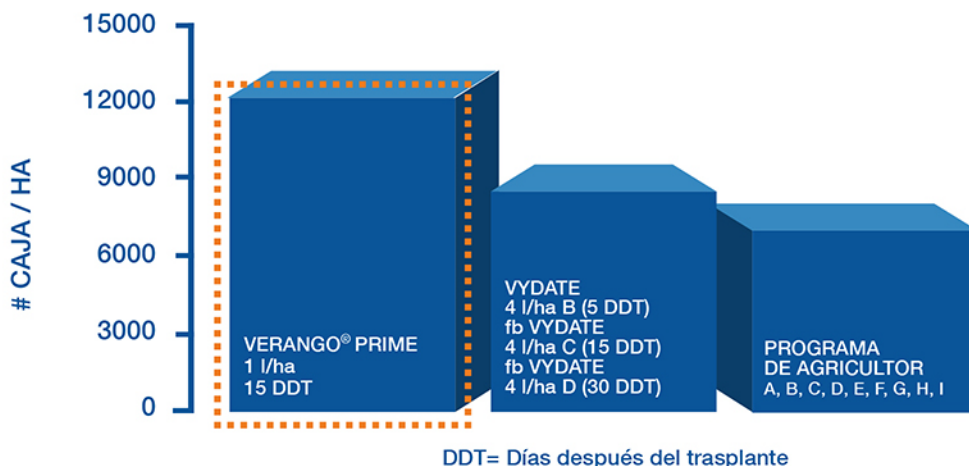 15000
12000
9000
6000
3000
0
# CAJA / HA
VERANGO® PRIME
1 l/ha
15 DDT
VYDATE
4 l/ha B (5 DDT)
fb VYDATE
4 l/ha C (15 DDT)
fb VYDATE
4 l/ha D (30 DDT)
PROGRAMA
DE AGRICULTOR
A, B, C, D, E, F, G, H, I
DDT= Días después del trasplante